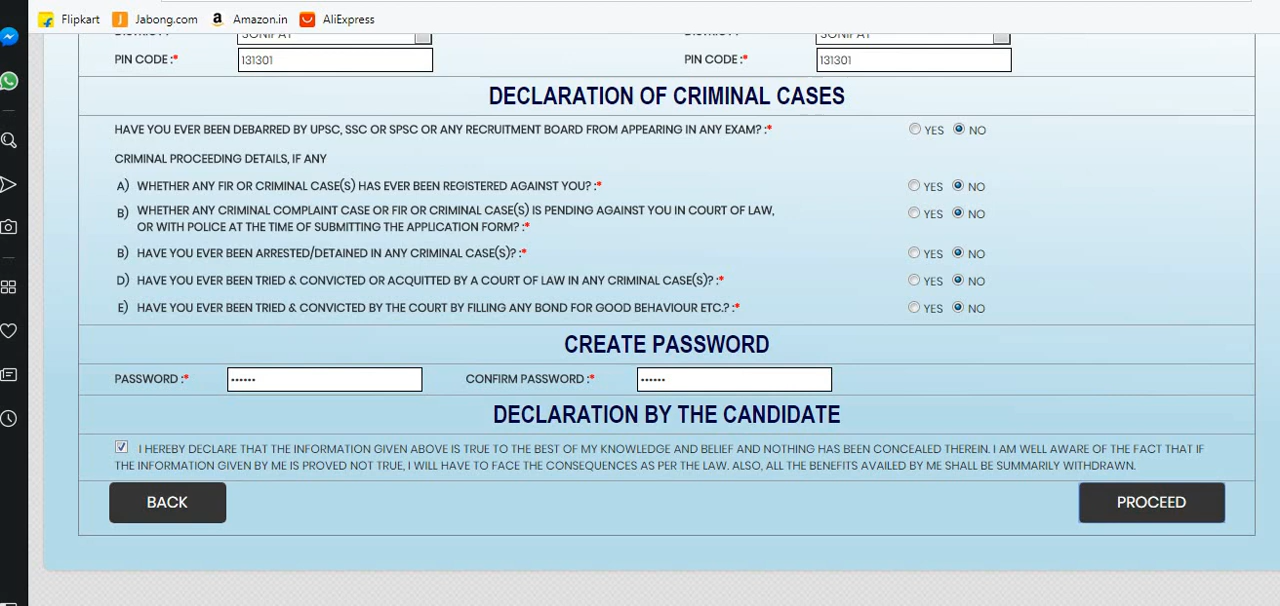 Flipkart Jabong.com Amazon.in AliExpress
SONIPAT SONIPAT
PIN CODE :* 131301 PIN CODE :* 131301
DECLARATION OF CRIMINAL CASES
HAVE YOU EVER BEEN DEBARRED BY UPSC, SSC OR SPSC OR ANY RECRUITMENT BOARD FROM APPEARING IN ANY EXAM? :* YES NO
CRIMINAL PROCEEDING DETAILS, IF ANY
A) WHETHER ANY FIR OR CRIMINAL CASE(S) HAS EVER BEEN REGISTERED AGAINST YOU? :* YES NO
B) WHETHER ANY CRIMINAL COMPLAINT CASE OR FIR OR CRIMINAL CASE(S) IS PENDING AGAINST YOU IN COURT OF LAW, YES NO
OR WITH POLICE AT THE TIME OF SUBMITTING THE APPLICATION FORM? :*
B) HAVE YOU EVER BEEN ARRESTED/DETAINED IN ANY CRIMINAL CASE(S)? :* YES NO
D) HAVE YOU EVER BEEN TRIED & CONVICTED OR ACQUITTED BY A COURT OF LAW IN ANY CRIMINAL CASE(S)? :* YES NO
E) HAVE YOU EVER BEEN TRIED & CONVICTED BY THE COURT BY FILLING ANY BOND FOR GOOD BEHAVIOUR ETC.? :* YES NO
CREATE PASSWORD
PASSWORD :* •••••• CONFIRM PASSWORD :* ••••••
DECLARATION BY THE CANDIDATE
I HEREBY DECLARE THAT THE INFORMATION GIVEN ABOVE IS TRUE TO THE BEST OF MY KNOWLEDGE AND BELIEF AND NOTHING HAS BEEN CONCEALED THEREIN. I AM WELL AWARE OF THE FACT THAT IF
THE INFORMATION GIVEN BY ME IS PROVED NOT TRUE, I WILL HAVE TO FACE THE CONSEQUENCES AS PER THE LAW. ALSO, ALL THE BENEFITS AVAILED BY ME SHALL BE SUMMARILY WITHDRAWN.
BACK PROCEED